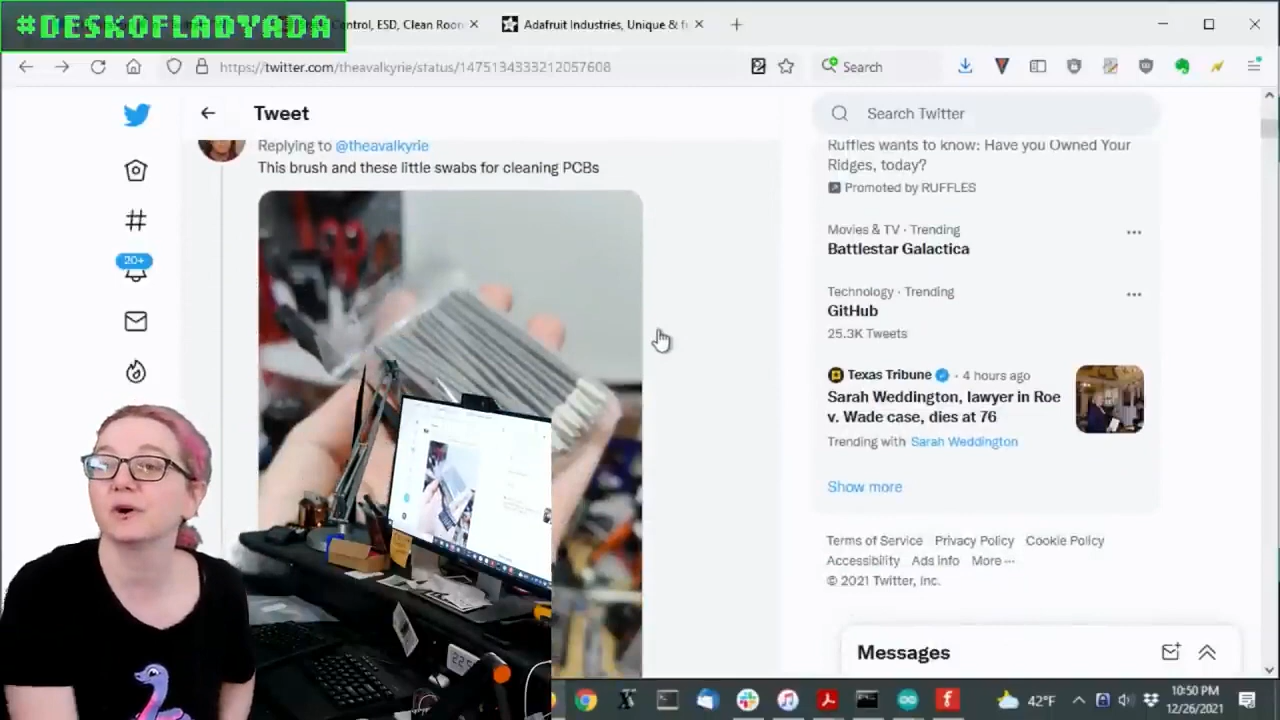 #DESKOFLADYADA
Control, ESD, Clean Room
Adafruit Industries, Unique & f
https://twitter.com/theavalkyrie/status/1475134333212057608
Search
Tweet
Search Twitter
Replying to @theavalkyrie
This brush and these little swabs for cleaning PCBs
20+
Ruffles wants to know: Have you Owned Your
Ridges, today?
Promoted by RUFFLES
Movies & TV · Trending
Battlestar Galactica
Technology · Trending
GitHub
25.3K Tweets
Texas Tribune · 4 hours ago
Sarah Weddington, lawyer in Roe
v. Wade case, dies at 76
Trending with Sarah Weddington
Show more
Terms of Service Privacy Policy Cookie Policy
Accessibility Ads info More ···
© 2021 Twitter, Inc.
Messages
42°F
10:50 PM
12/26/2021